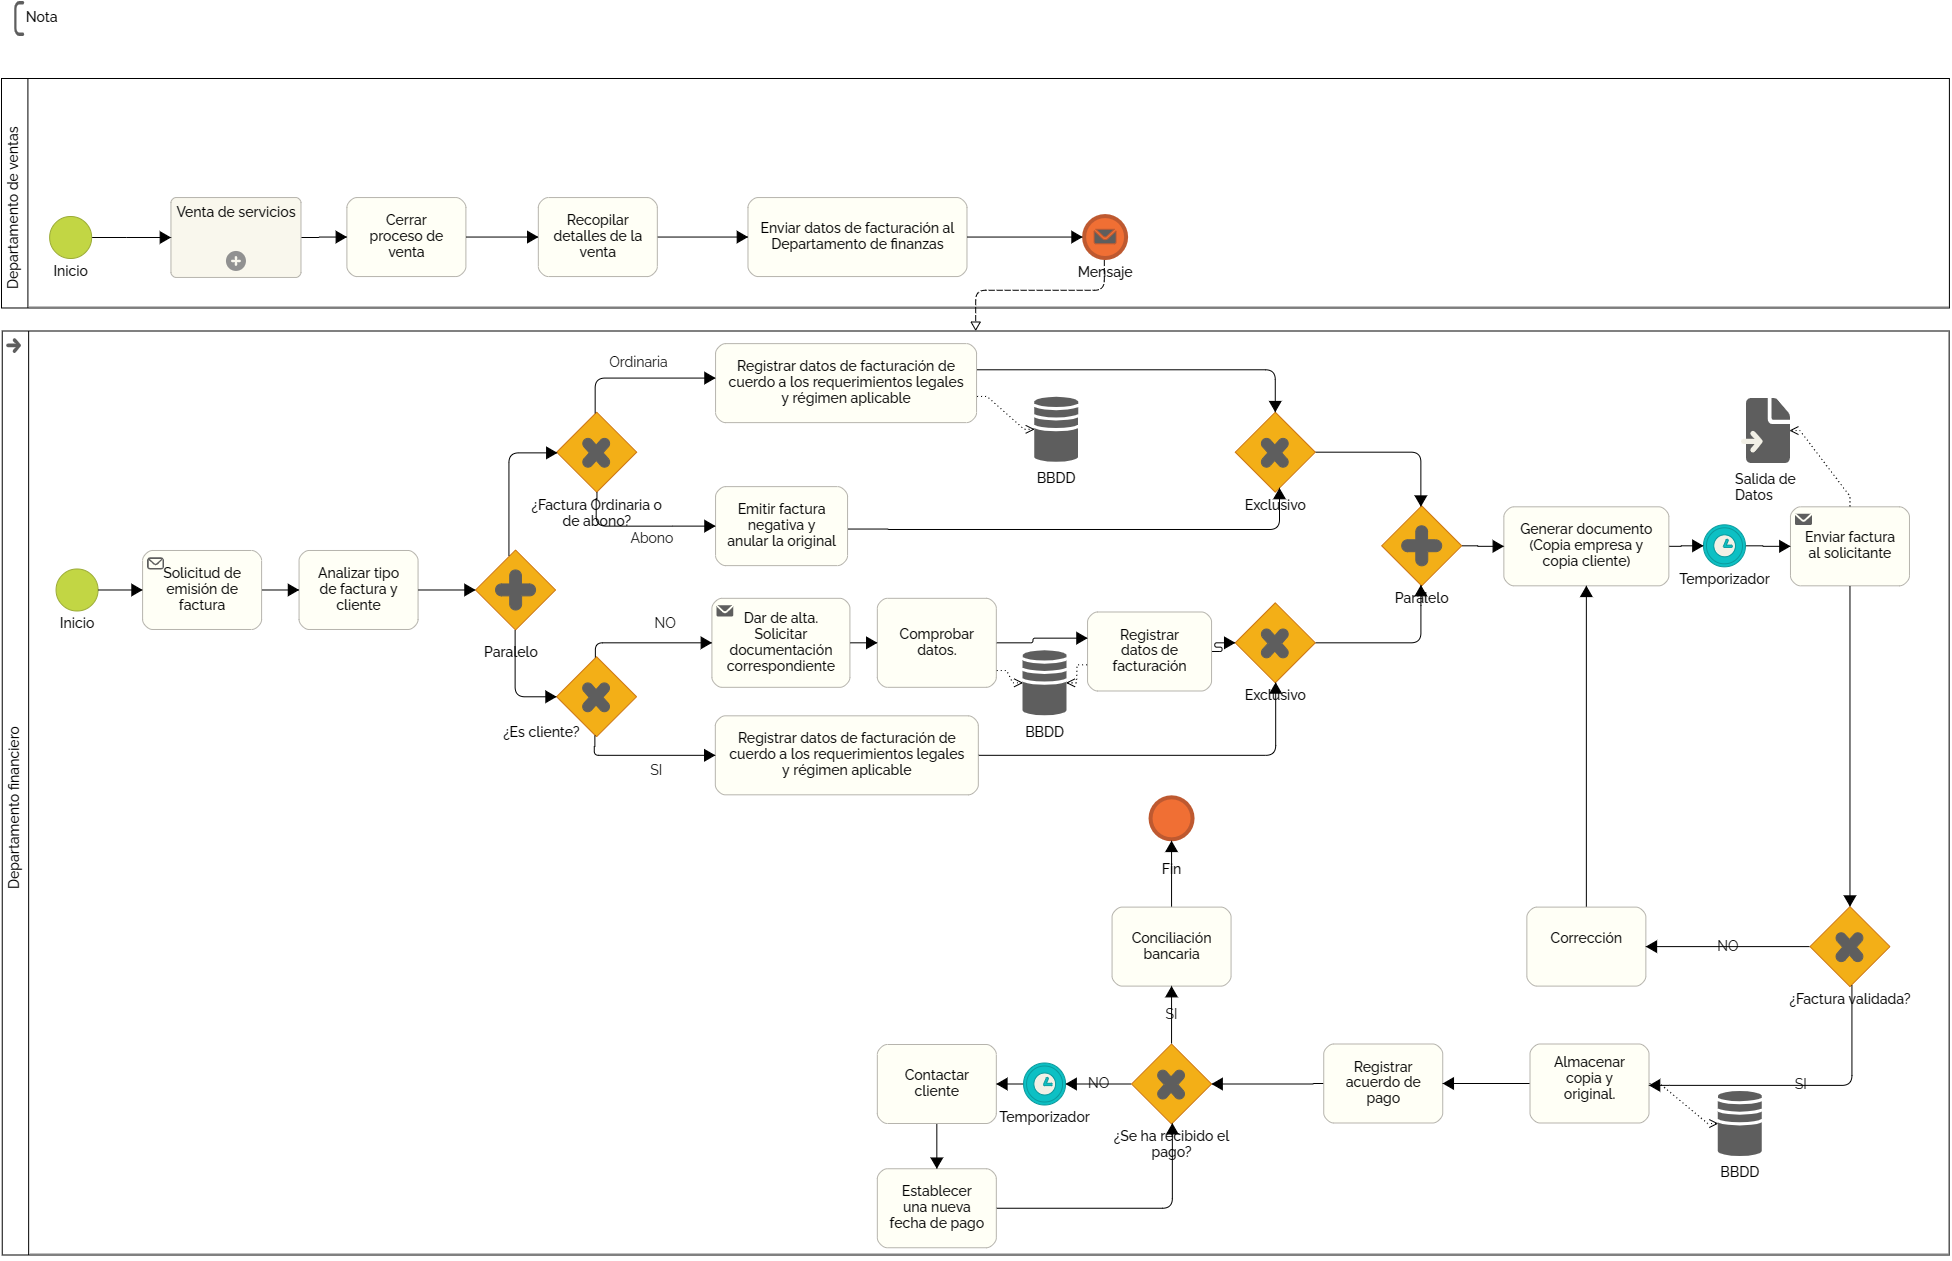 Nota
Departamento de ventas
Inicio
Venta de servicios
Cerrar
proceso de
venta
Recopilar
detalles de la
venta
Enviar datos de facturación al
Departamento de finanzas
Mensaje
Departamento financiero
Inicio
Solicitud de
emisión de
factura
Analizar tipo
de factura y
cliente
Paralelo
Ordinaria
¿Factura Ordinaria o
de abono?
Abono
Registrar datos de facturación de
cuerdo a los requerimientos legales
y régimen aplicable
BBDD
Emitir factura
negativa y
anular la original
Exclusivo
NO
¿Es cliente?
SI
Dar de alta.
Solicitar
documentación
correspondiente
Comprobar
datos.
BBDD
Registrar
datos de
facturación
Exclusivo
Registrar datos de facturación de
cuerdo a los requerimientos legales
y régimen aplicable
Paralelo
Generar documento
(Copia empresa y
copia cliente)
Temporizador
Salida de
Datos
Enviar factura
al solicitante
¿Factura validada?
NO
Corrección
SI
Almacenar
copia y
original.
BBDD
Registrar
acuerdo de
pago
¿Se ha recibido el
pago?
SI
Conciliación
bancaria
Fin
NO
Temporizador
Contactar
cliente
Establecer
una nueva
fecha de pago